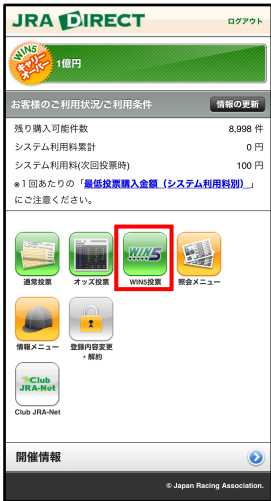 JRA DIRECT
ログアウト
WIN5
キャリー
オーバー
1億円
お客様のご利用状況/ご利用条件
情報の更新
残り購入可能件数
8,998 件
システム利用料累計
0 円
システム利用料(次回投票時)
100 円
*1回あたりの「最低投票購入金額（システム利用料別）」
にご注意ください。
WIN5
通常投票
オッズ投票
WIN5投票
照会メニュー
情報メニュー
登録内容変更
・解約
Club
JRA-Net
Club JRA-Net
開催情報
© Japan Racing Association.